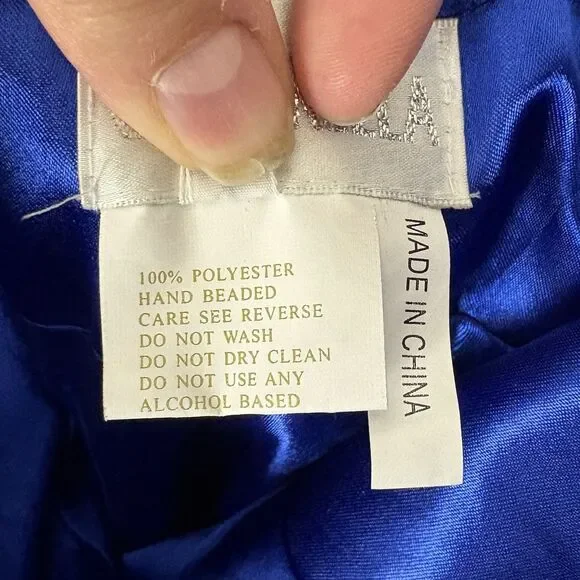 100% POLYESTER
HAND BEADED
CARE SEE REVERSE
DO NOT WASH
DO NOT DRY CLEAN
DO NOT USE ANY
ALCOHOL BASED
MADE IN CHINA